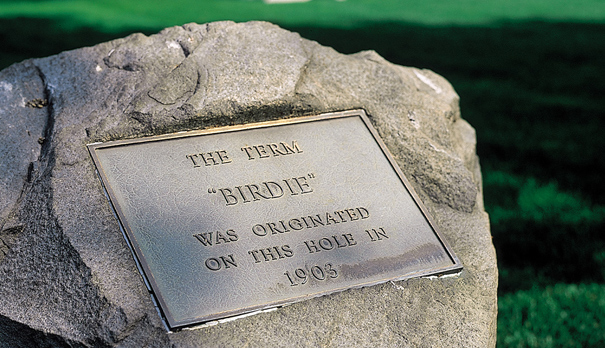 THE TERM
"BIRDIE"
WAS ORIGINATED
ON THIS HOLE IN
1903